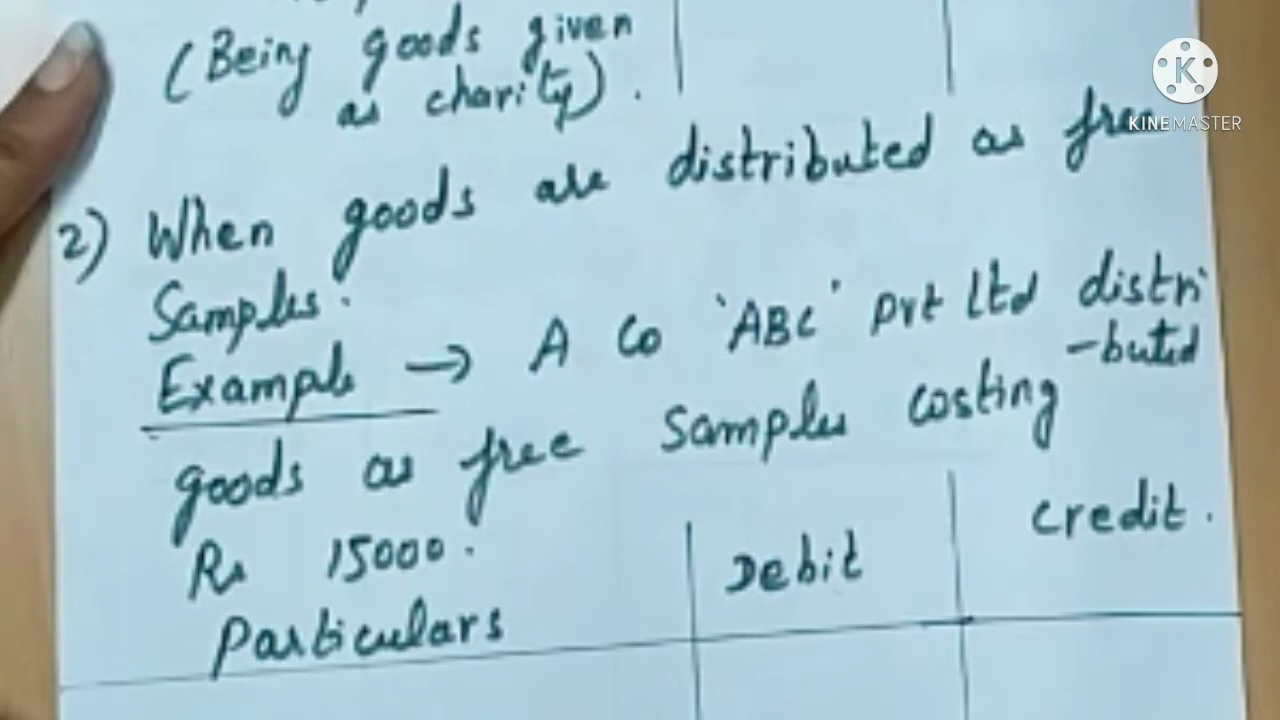 (Being goods given
as charity).
2) When goods are distributed as free
Samples.
Example → A Co 'ABC' Pvt Ltd distri
-buted
goods as free samples costing
Rs 15000.
Particulars Debit credit.
K
KINEMASTER